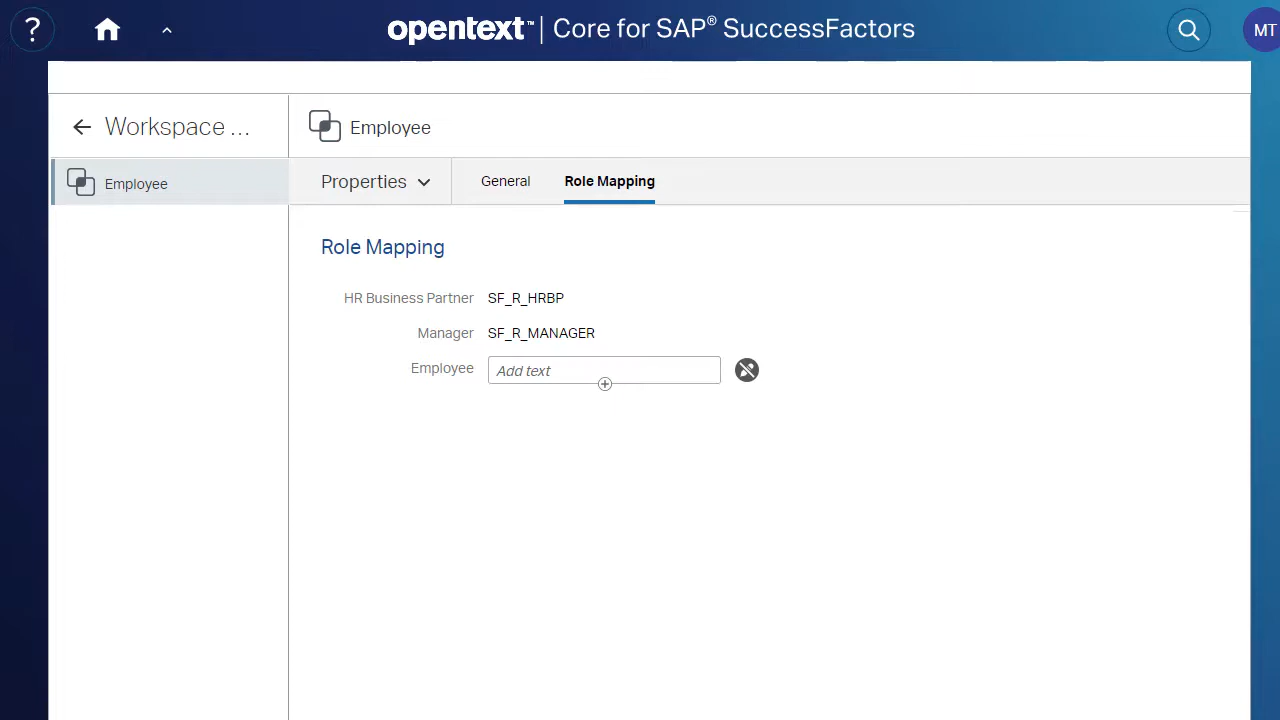 ?
opentext™ | Core for SAP® SuccessFactors
MT
Workspace ...
Employee
Employee
Properties
General
Role Mapping
Role Mapping
HR Business Partner SF_R_HRBP
Manager SF_R_MANAGER
Employee Add text